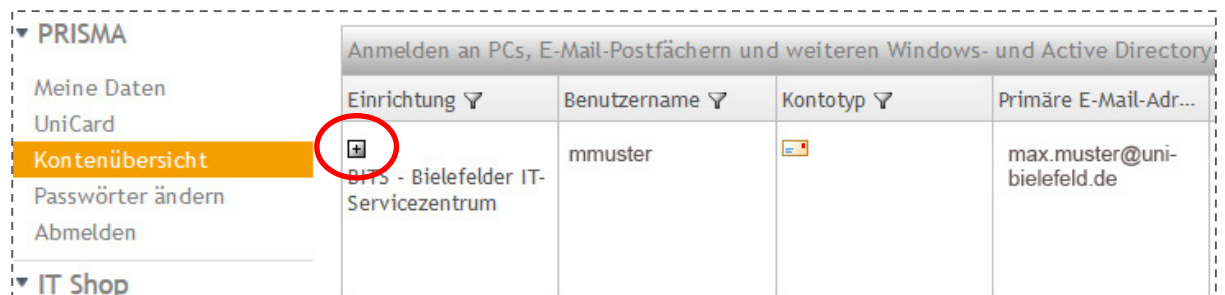 PRISMA
Meine Daten
UniCard
Kontenübersicht
Passwörter ändern
Abmelden
IT Shop
Anmelden an PCs, E-Mail-Postfächern und weiteren Windows- und Active Directory
Einrichtung Benutzername Kontotyp Primäre E-Mail-Adr...
BITS - Bielefelder IT-
Servicezentrum
mmuster
max.muster@uni-
bielefeld.de